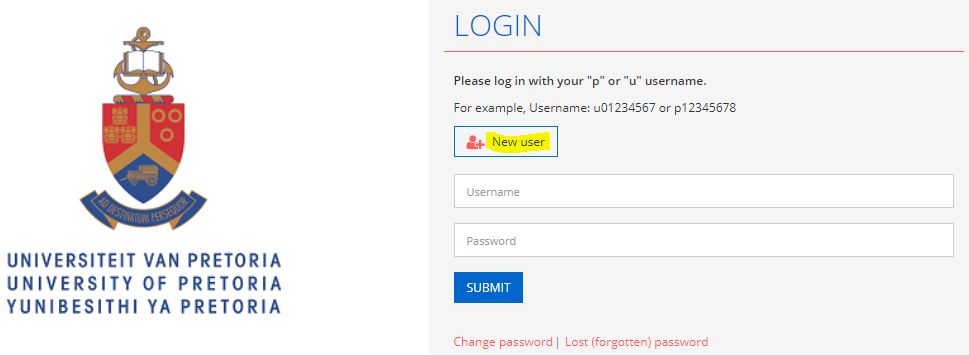 AD DESTINATUM PERSEQUOR
UNIVERSITEIT VAN PRETORIA
UNIVERSITY OF PRETORIA
YUNIBESITHI YA PRETORIA
LOGIN
Please log in with your "p" or "u" username.
For example, Username: u01234567 or p12345678
New user
Username
Password
SUBMIT
Change password| Lost (forgotten) password